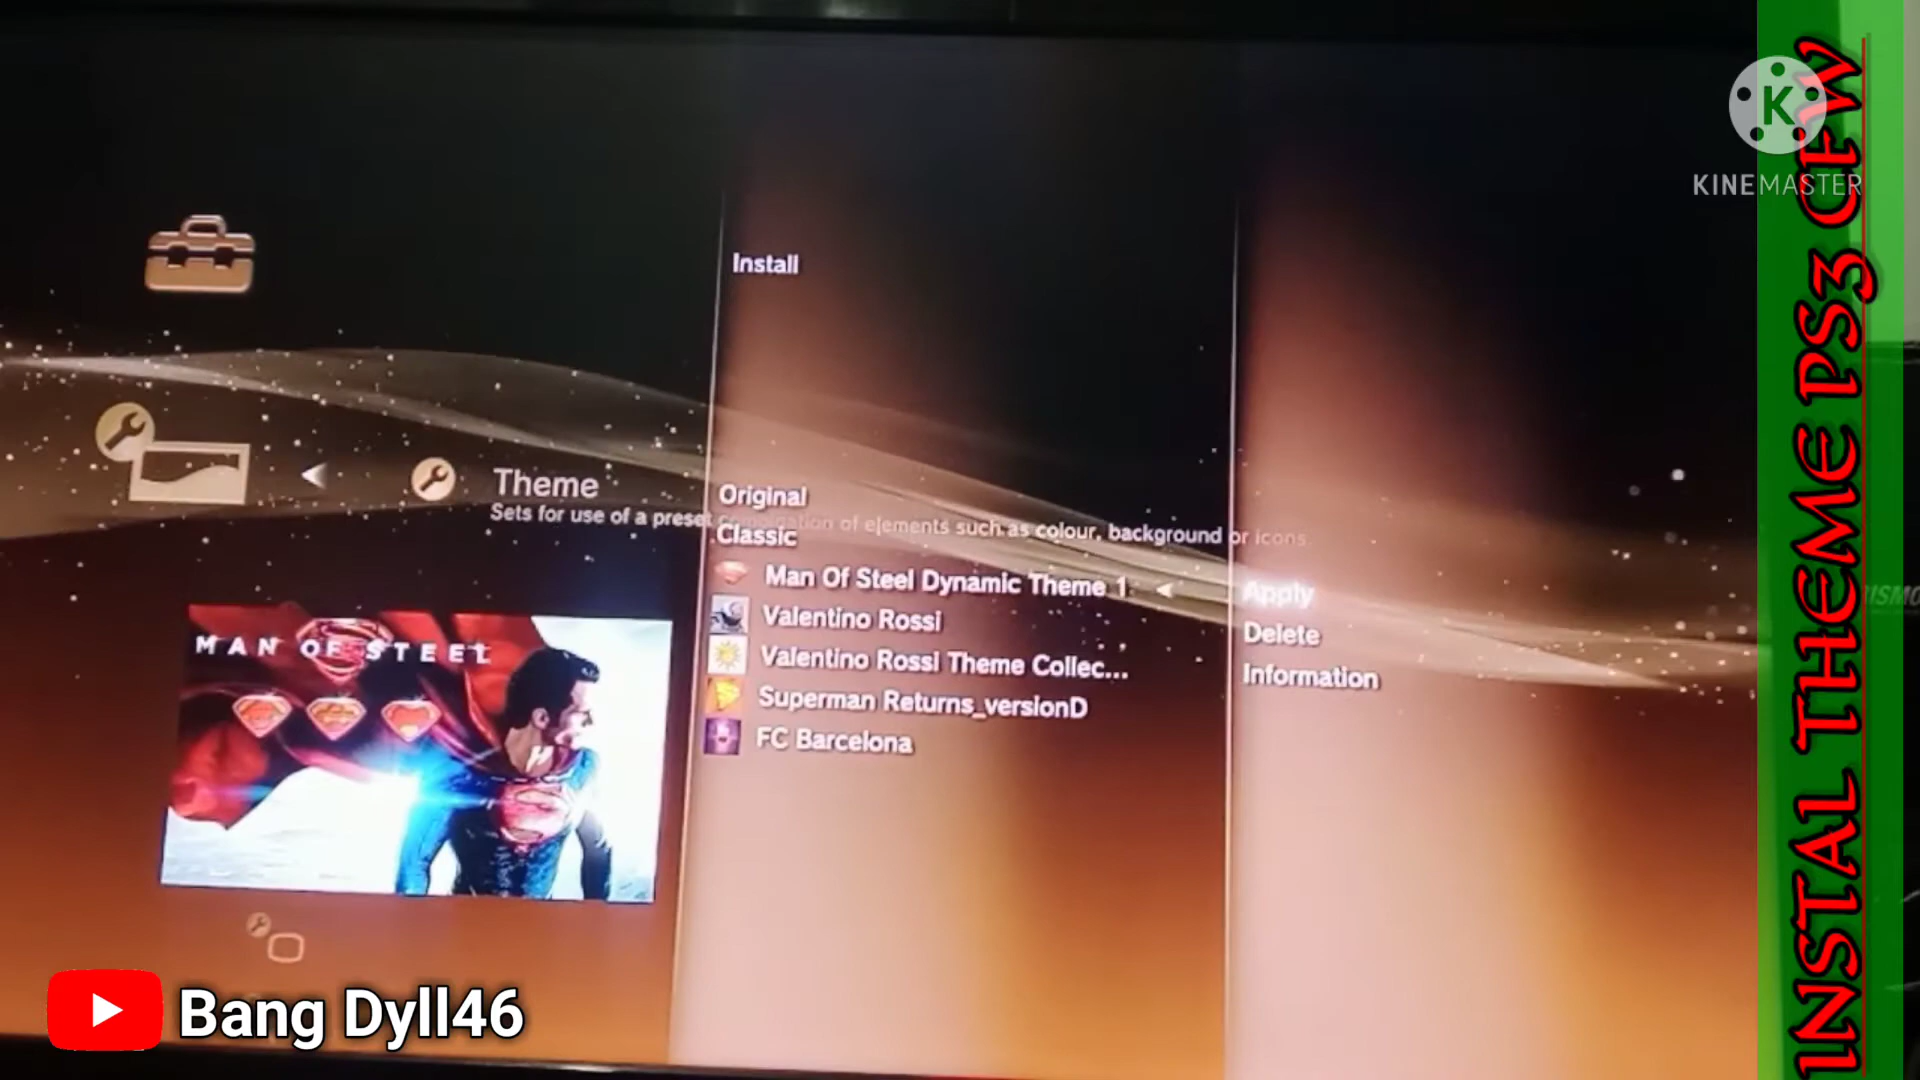 KINEMASTER
INSTAL THEME PS3 CFW
Install
Theme
Sets for use of a preset combination of elements such as colour, background or icons.
Original
Classic
Man Of Steel Dynamic Theme 1
Valentino Rossi
Valentino Rossi Theme Collec...
Superman Returns_versionD
FC Barcelona
Apply
Delete
Information
MAN OF STEEL
Bang Dyll46